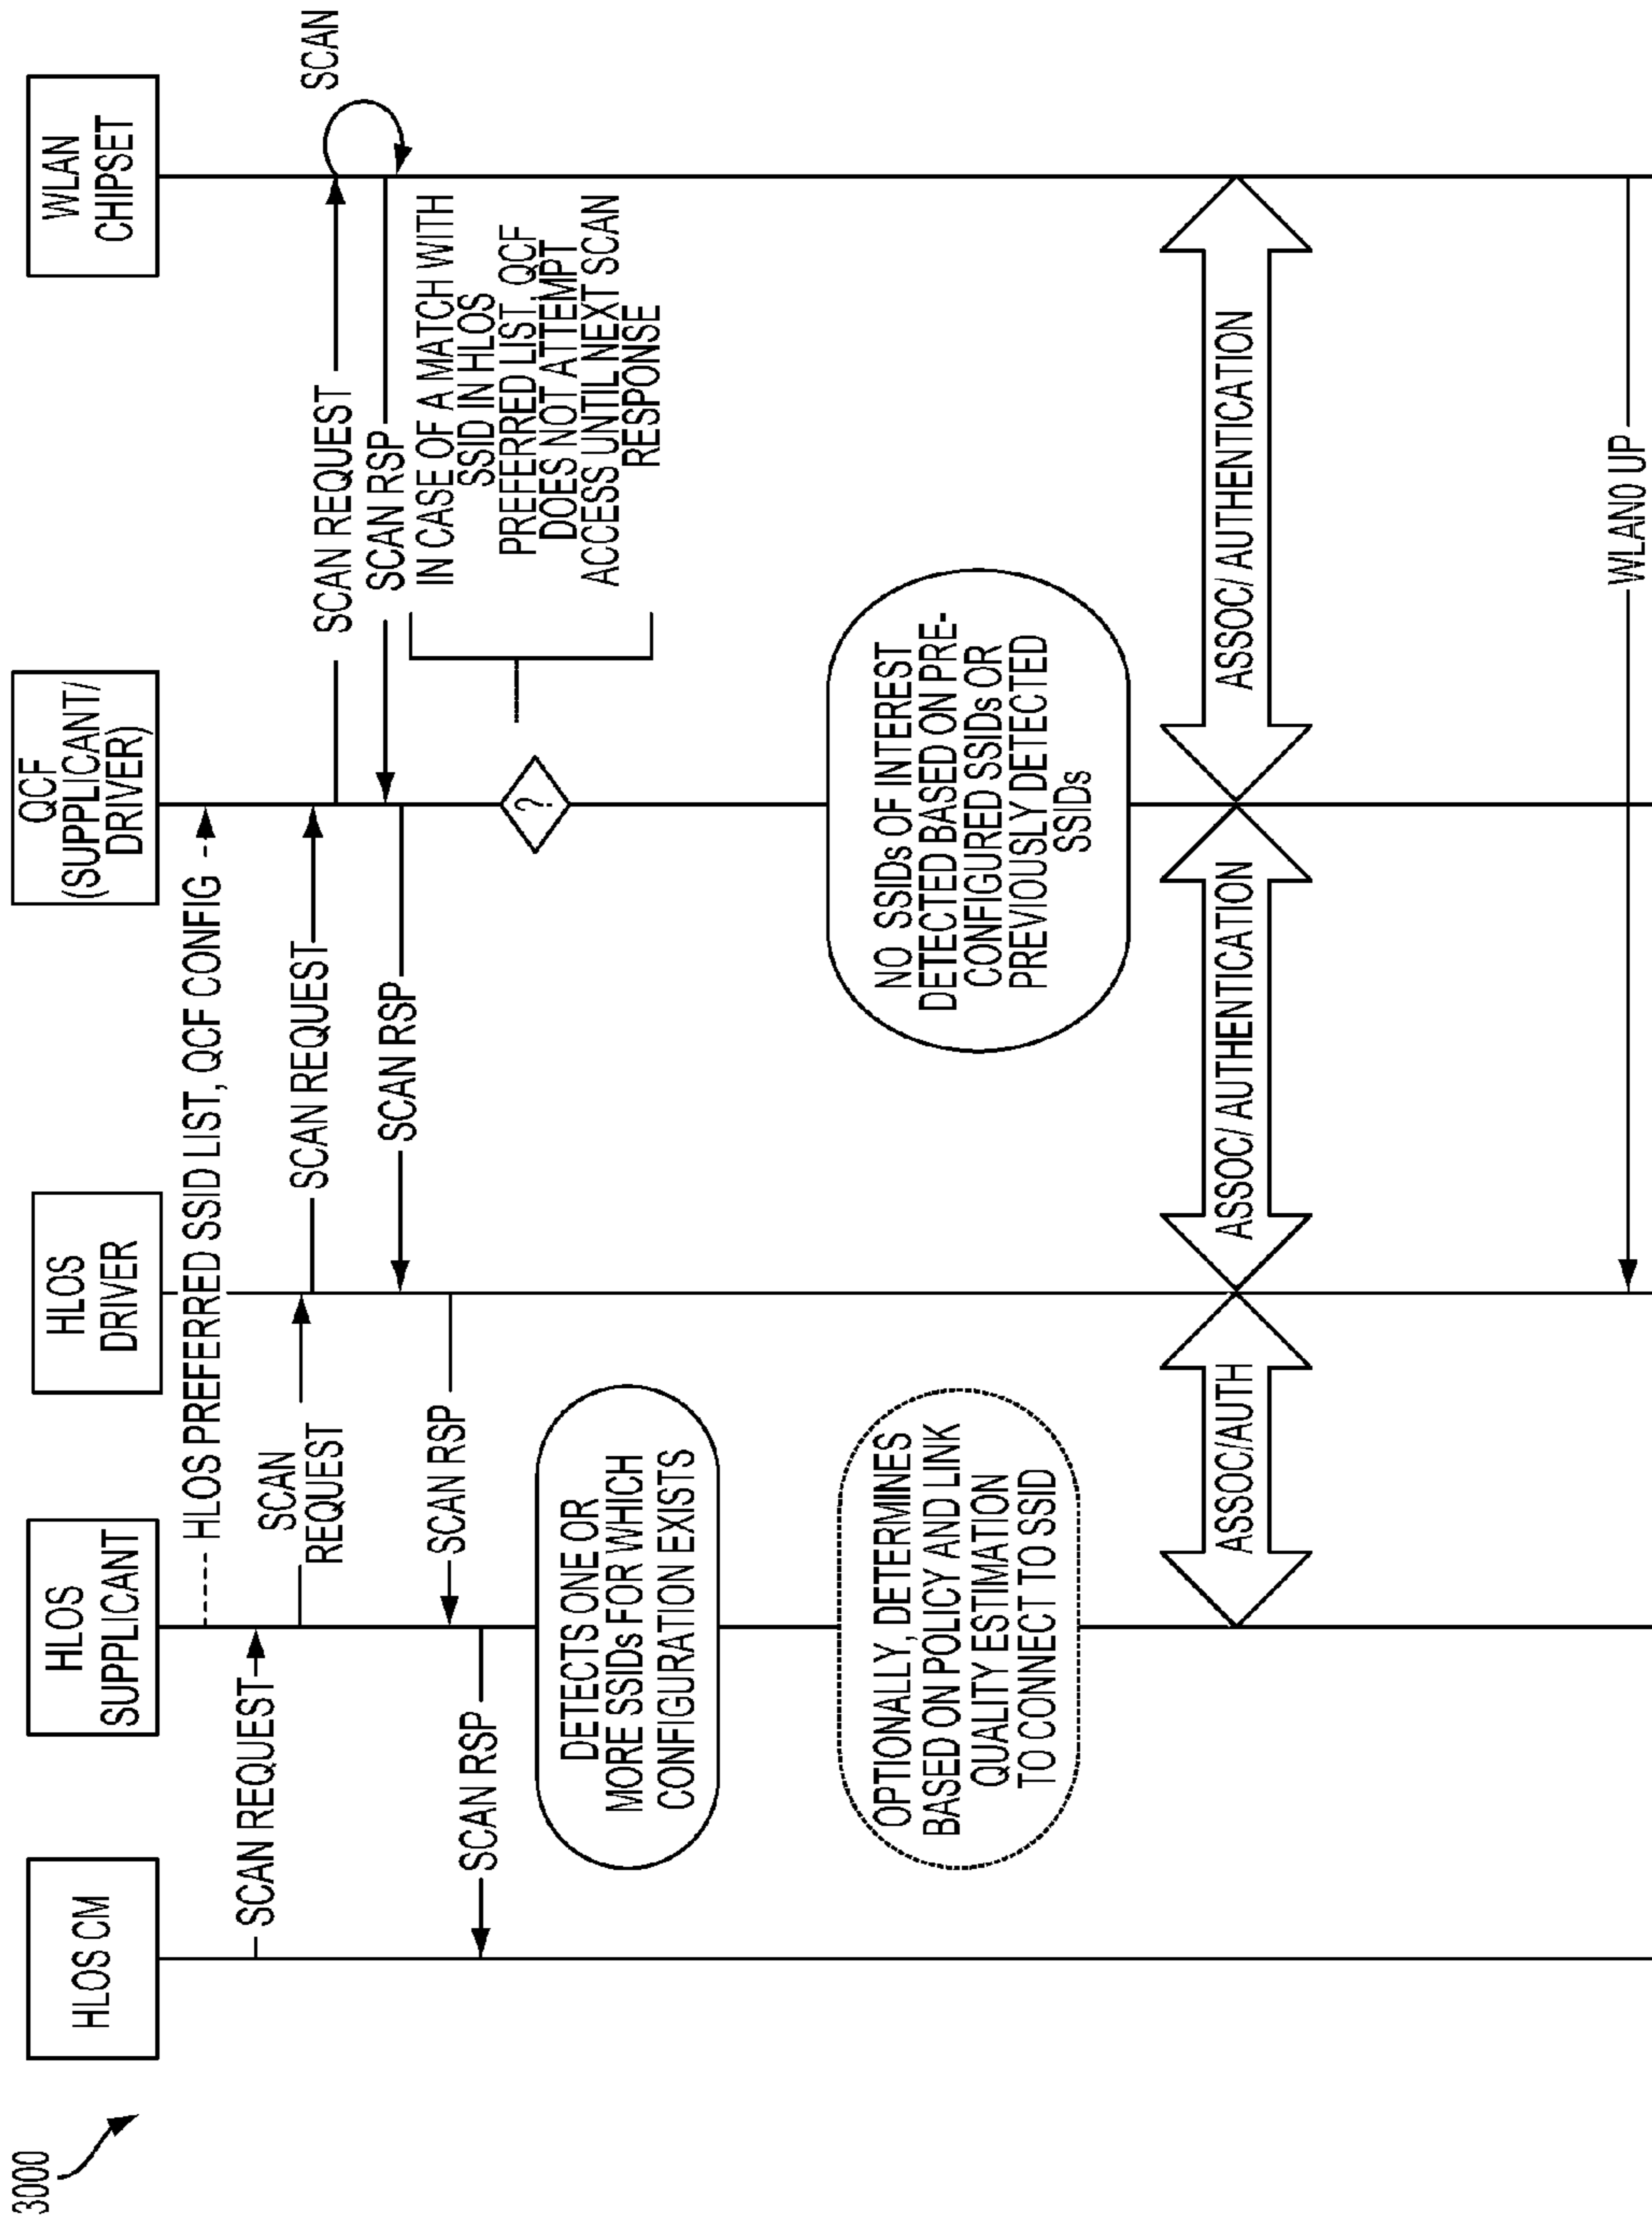 3000
HLOS CM
HLOS
SUPPLICANT
HLOS
DRIVER
QCF
(SUPPLICANT/
DRIVER)
WLAN
CHIPSET
HLOS PREFERRED SSID LIST, QCF CONFIG
SCAN REQUEST
SCAN
REQUEST
SCAN REQUEST
SCAN REQUEST
SCAN
SCAN RSP
SCAN RSP
SCAN RSP
SCAN RSP
IN CASE OF A MATCH WITH
SSID IN HLOS
PREFERRED LIST, QCF
DOES NOT ATTEMPT
ACCESS UNTIL NEXT SCAN
RESPONSE
?
DETECTS ONE OR
MORE SSIDs FOR WHICH
CONFIGURATION EXISTS
OPTIONALLY, DETERMINES
BASED ON POLICY AND LINK
QUALITY ESTIMATION
TO CONNECT TO SSID
NO SSIDs OF INTEREST
DETECTED BASED ON PRE-
CONFIGURED SSIDs OR
PREVIOUSLY DETECTED
SSIDs
ASSOC/AUTH
ASSOC/ AUTHENTICATION
ASSOC/ AUTHENTICATION
WLAN0 UP